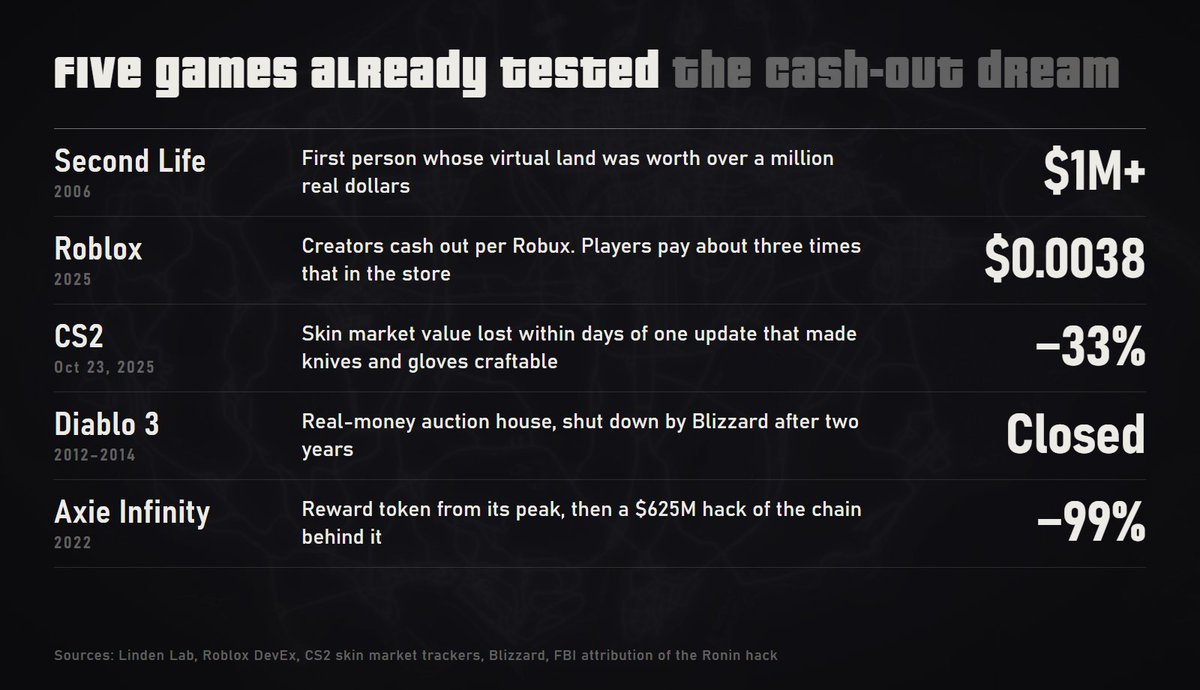 Five games already tested the cash-out dream
Second Life
2006
First person whose virtual land was worth over a million
real dollars
$1M+
Roblox
2025
Creators cash out per Robux. Players pay about three times
that in the store
$0.0038
CS2
Oct 23, 2025
Skin market value lost within days of one update that made
knives and gloves craftable
−33%
Diablo 3
2012–2014
Real-money auction house, shut down by Blizzard after two
years
Closed
Axie Infinity
2022
Reward token from its peak, then a $625M hack of the chain
behind it
−99%
Sources: Linden Lab, Roblox DevEx, CS2 skin market trackers, Blizzard, FBI attribution of the Ronin hack